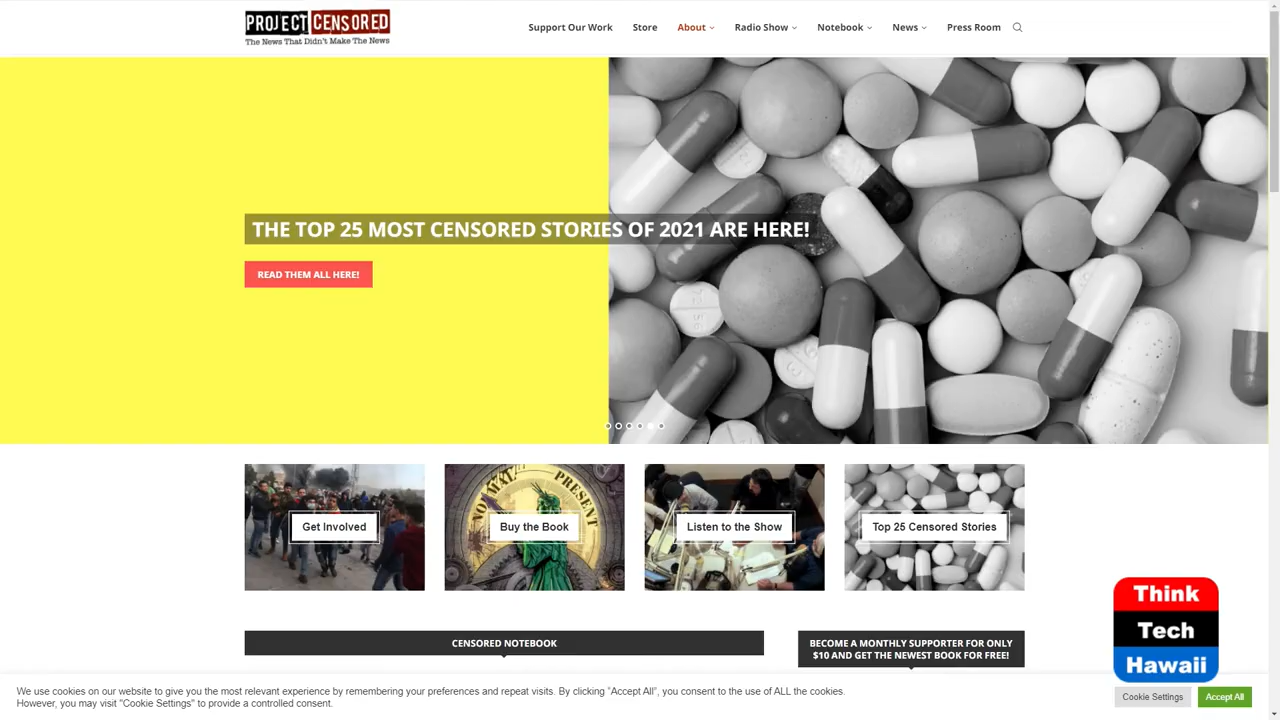 PROJECT CENSORED
The News That Didn't Make The News
Support Our Work
Store
About
Radio Show
Notebook
News
Press Room
THE TOP 25 MOST CENSORED STORIES OF 2021 ARE HERE!
READ THEM ALL HERE!
Get Involved
Buy the Book
Listen to the Show
Top 25 Censored Stories
CENSORED NOTEBOOK
BECOME A MONTHLY SUPPORTER FOR ONLY
$10 AND GET THE NEWEST BOOK FOR FREE!
Think
Tech
Hawaii
We use cookies on our website to give you the most relevant experience by remembering your preferences and repeat visits. By clicking "Accept All", you consent to the use of ALL the cookies.
However, you may visit "Cookie Settings" to provide a controlled consent.
Cookie Settings
Accept All